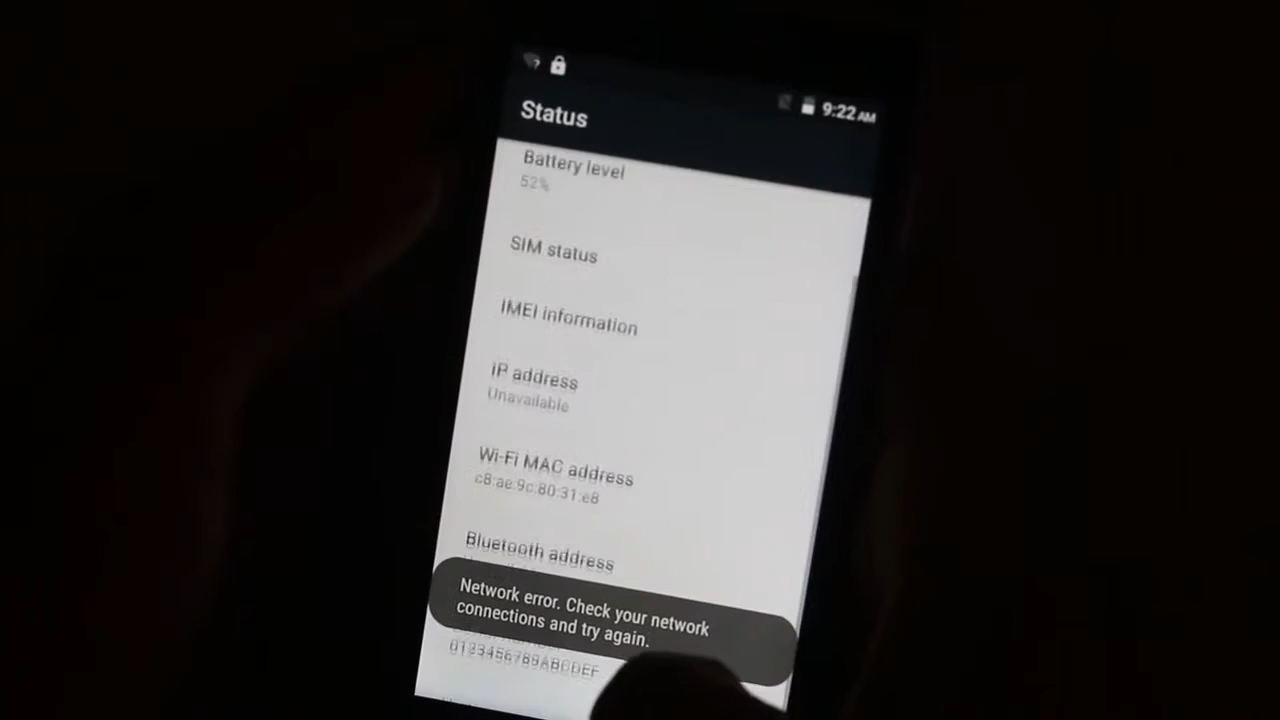 9:22 AM
Status
Battery level
52%
SIM status
IMEI information
IP address
Unavailable
Wi-Fi MAC address
c8:ae:9c:80:31:e8
Bluetooth address
Network error. Check your network
connections and try again.
0123456789ABCDEF